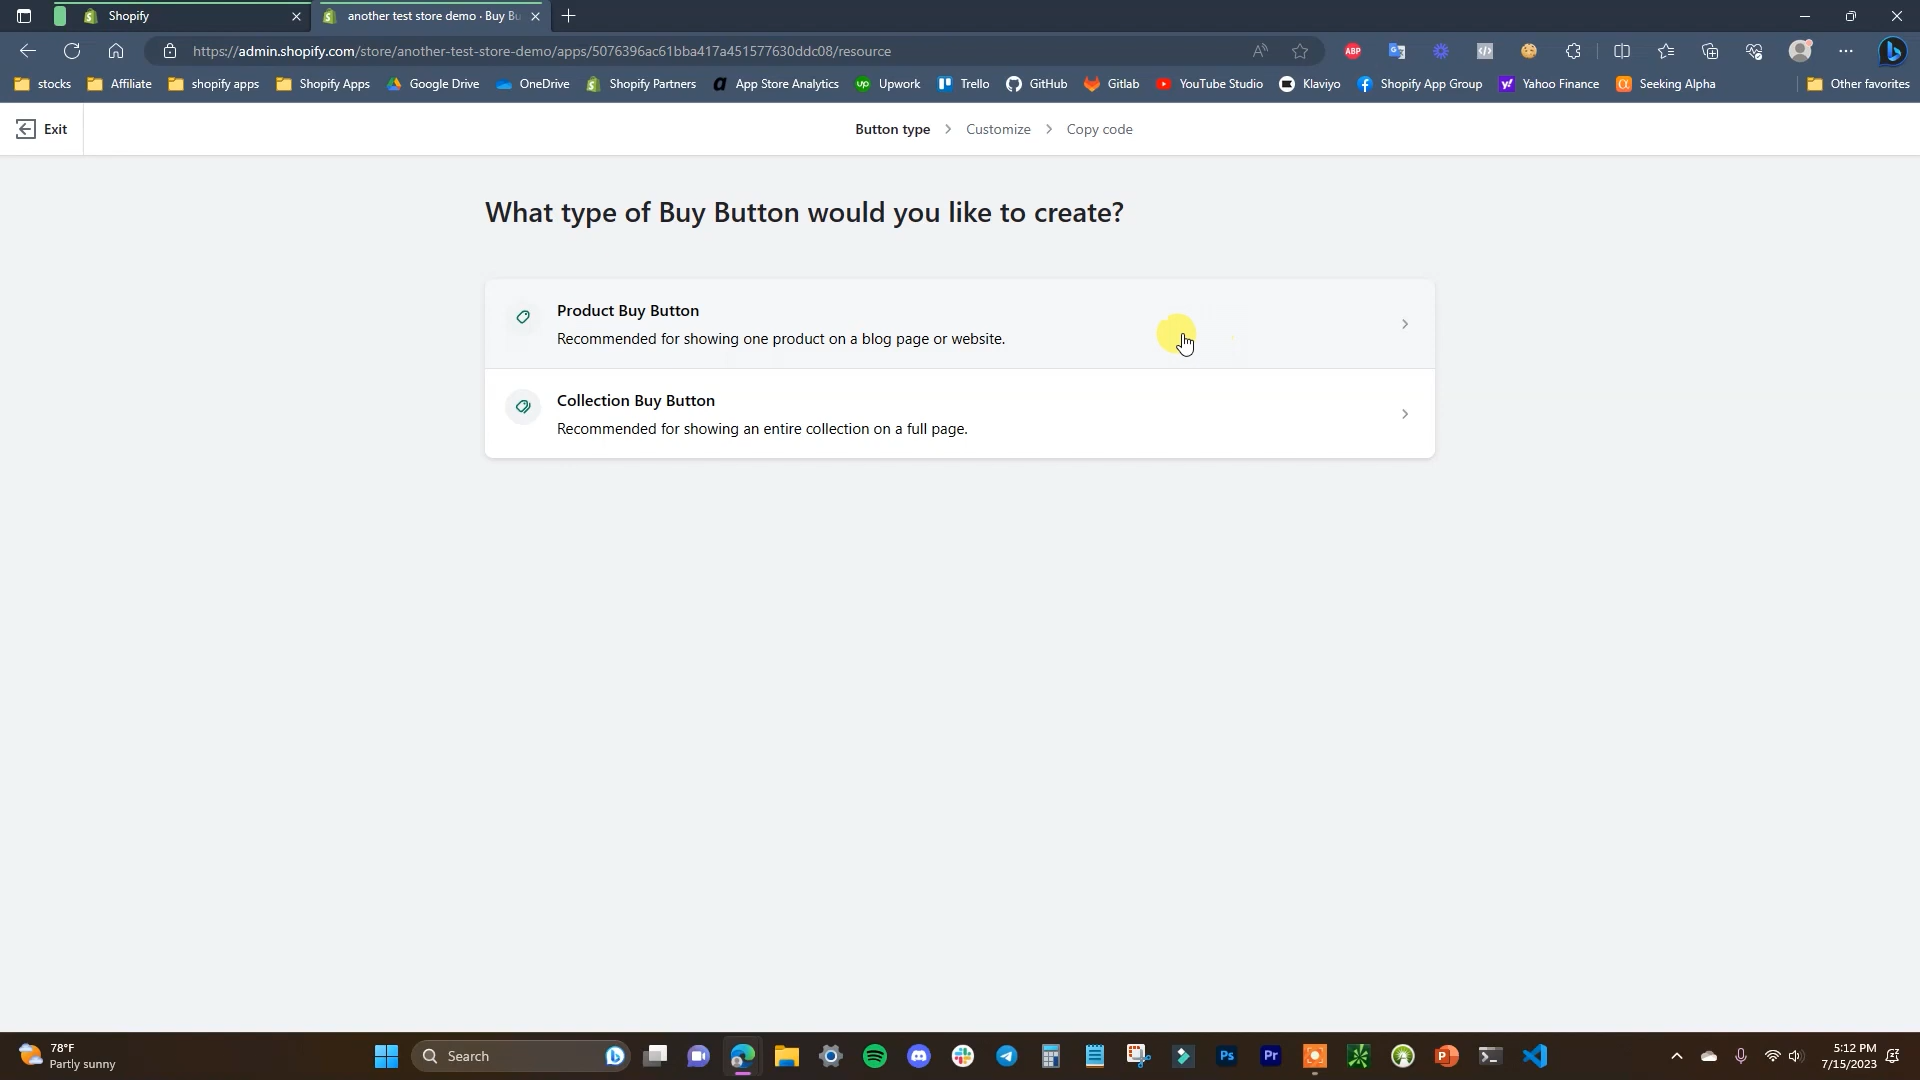 Shopify
another test store demo · Buy Bu
https://admin.shopify.com/store/another-test-store-demo/apps/5076396ac61bba417a451577630ddc08/resource
ABP
stocks Affiliate shopify apps Shopify Apps Google Drive OneDrive Shopify Partners App Store Analytics Upwork Trello GitHub Gitlab YouTube Studio Klaviyo Shopify App Group Yahoo Finance Seeking Alpha Other favorites
Exit
Button type > Customize > Copy code
What type of Buy Button would you like to create?
Product Buy Button
Recommended for showing one product on a blog page or website.
Collection Buy Button
Recommended for showing an entire collection on a full page.
78°F
Partly sunny
Search
Ps
Pr
5:12 PM
7/15/2023